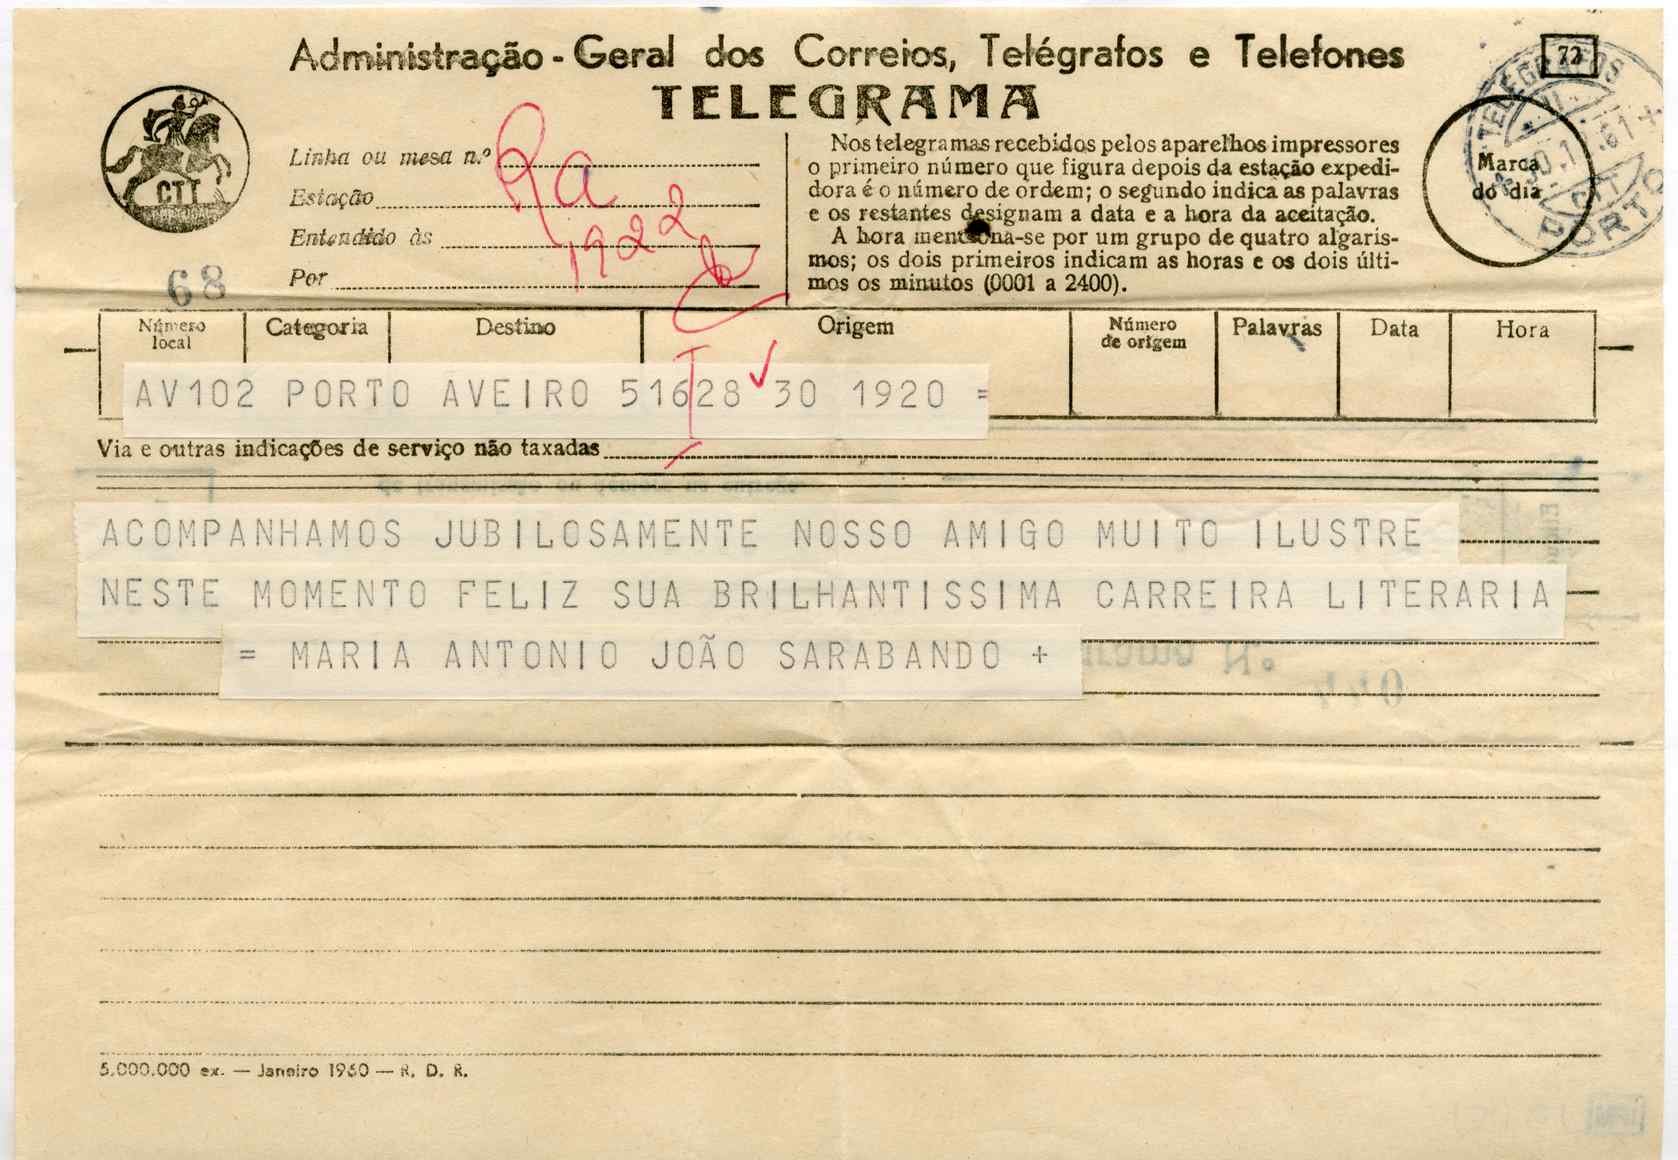 Administração-Geral dos Correios, Telégrafos e Telefones
TELEGRAMA
72
CTT
PORTUGAL
Linha ou mesa n.º
Estação
Entendido às
Por
Ra
1922
68
Nos telegramas recebidos pelos aparelhos impressores
o primeiro número que figura depois da estação expedi-
dora é o número de ordem; o segundo indica as palavras
e os restantes designam a data e a hora da aceitação.
A hora menciona-se por um grupo de quatro algaris-
mos; os dois primeiros indicam as horas e os dois últi-
mos os minutos (0001 a 2400).
Marca
do dia
TELEGRAFOS
CTT
PORTO
Número
local
Categoria
Destino
Origem
Número
de origem
Palavras
Data
Hora
AV102 PORTO AVEIRO 51628 30 1920 =
Via e outras indicações de serviço não taxadas
ACOMPANHAMOS JUBILOSAMENTE NOSSO AMIGO MUITO ILUSTRE
NESTE MOMENTO FELIZ SUA BRILHANTISSIMA CARREIRA LITERARIA
= MARIA ANTONIO JOÃO SARABANDO +
5.000.000 ex. — Janeiro 1960 — R. D. R.